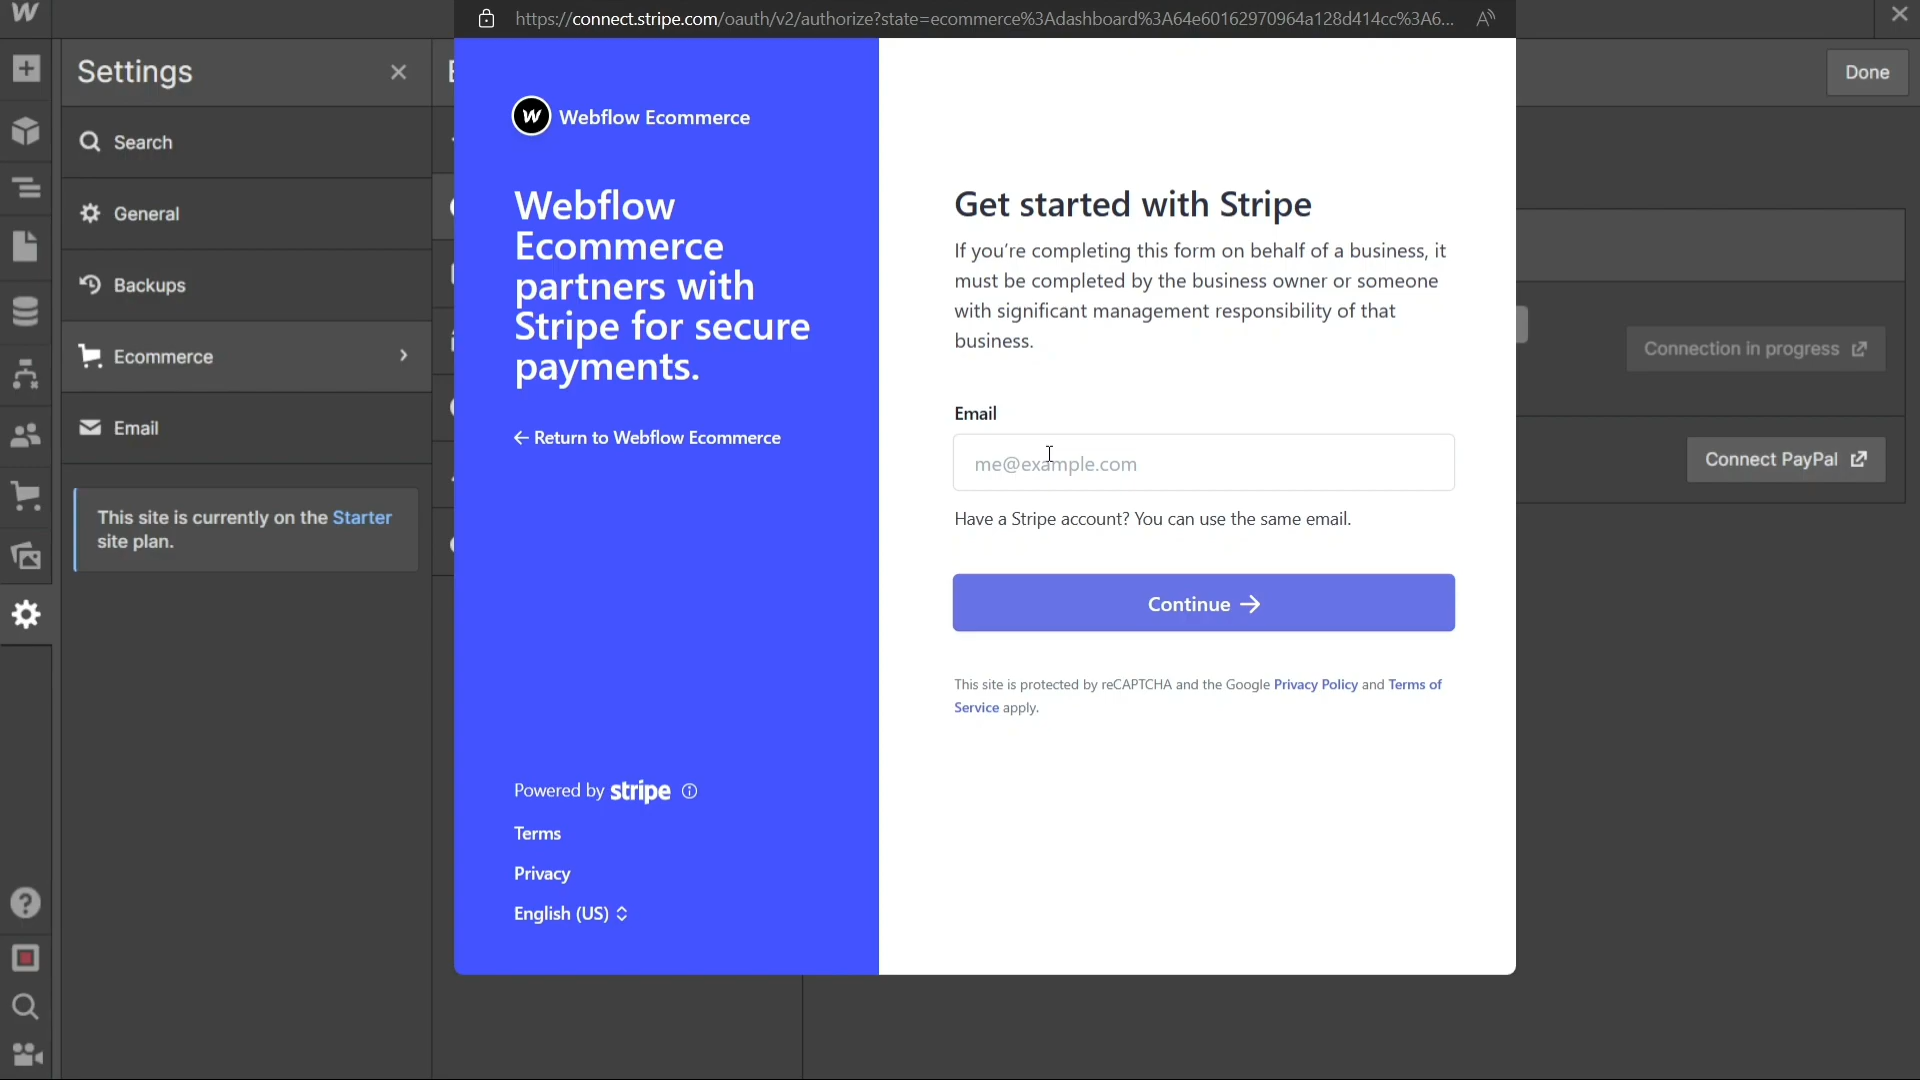 https://connect.stripe.com/oauth/v2/authorize?state=ecommerce%3Adashboard%3A64e60162970964a128d414cc%3A6...
Settings
Done
Search
General
Backups
Ecommerce
Email
This site is currently on the Starter
site plan.
Webflow Ecommerce
Webflow
Ecommerce
partners with
Stripe for secure
payments.
Return to Webflow Ecommerce
Powered by stripe
Terms
Privacy
English (US)
Get started with Stripe
If you're completing this form on behalf of a business, it
must be completed by the business owner or someone
with significant management responsibility of that
business.
Email
me@example.com
Have a Stripe account? You can use the same email.
Continue
This site is protected by reCAPTCHA and the Google Privacy Policy and Terms of
Service apply.
Connection in progress
Connect PayPal